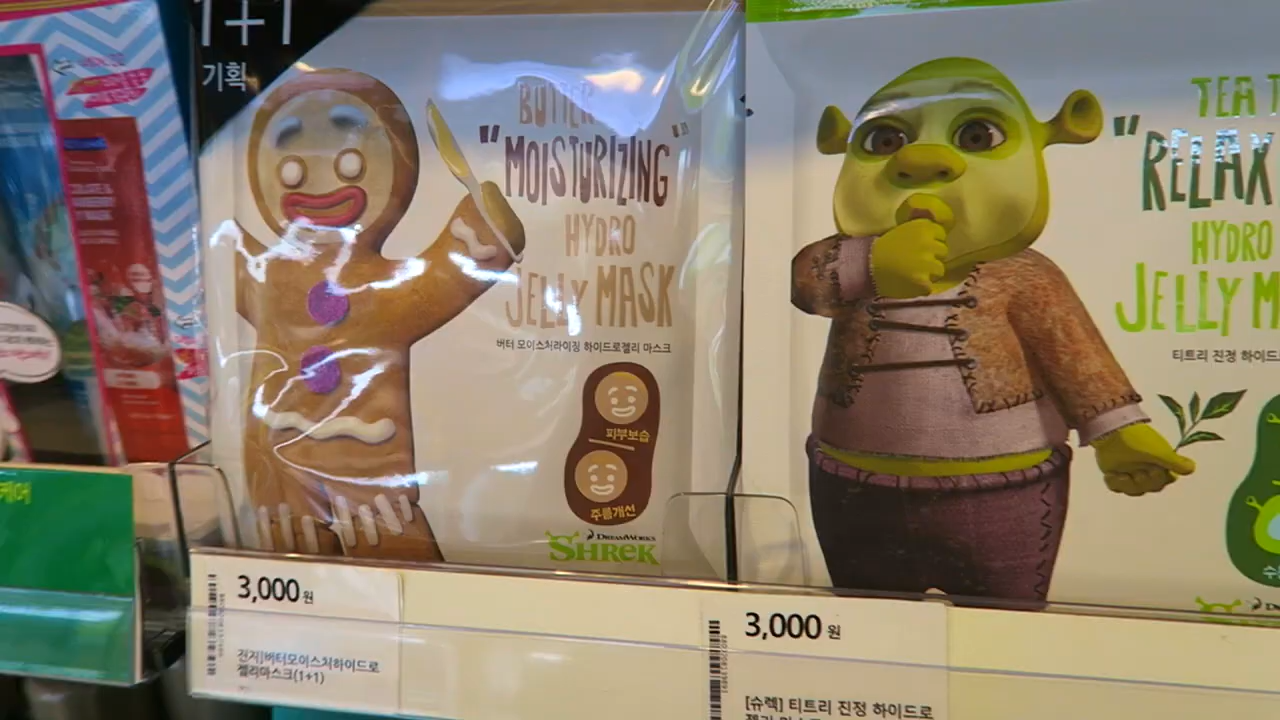 1+1
기획
BUTTER
"MOISTURIZING"
HYDRO
JELLY MASK
버터 모이스처라이징 하이드로젤리 마스크
피부보습
주름개선
DREAMWORKS
SHREK
TEA T
"RELAX
HYDRO
JELLY M
티트리 진정 하이드로
케어
3,000원
진저]버터모이스처하이드로
젤리마스크(1+1)
3,000원
[슈렉] 티트리 진정 하이드로